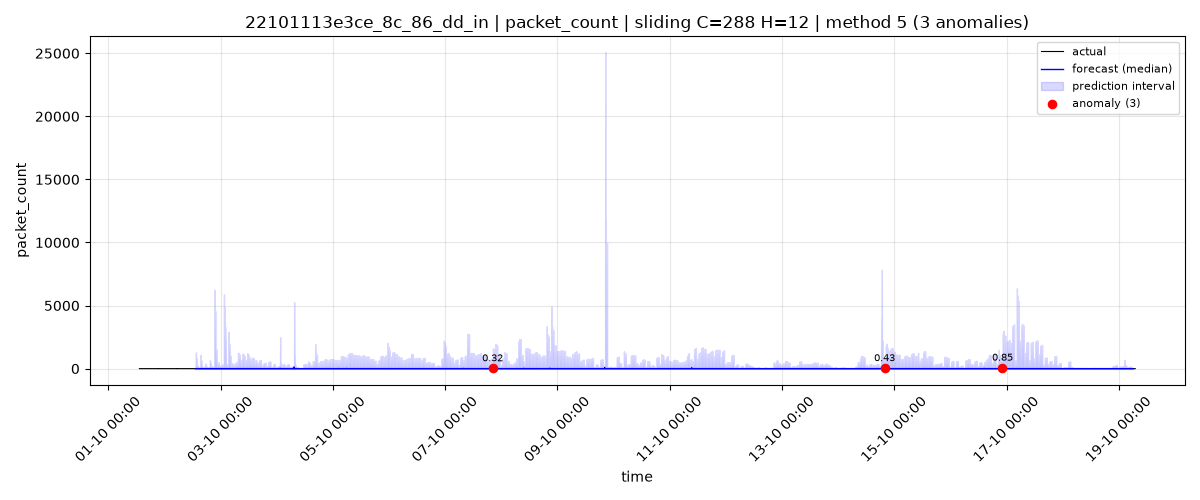 22101113e3ce_8c_86_dd_in | packet_count | sliding C=288 H=12 | method 5 (3 anomalies)
actual
forecast (median)
prediction interval
anomaly (3)
packet_count
25000
20000
15000
10000
5000
0
0.32
0.43
0.85
01-10 00:00
03-10 00:00
05-10 00:00
07-10 00:00
09-10 00:00
11-10 00:00
13-10 00:00
15-10 00:00
17-10 00:00
19-10 00:00
time